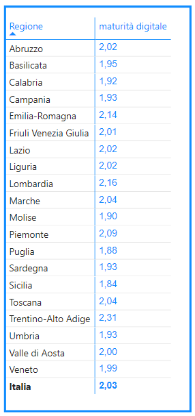 Regione maturità digitale
Abruzzo 2,02
Basilicata 1,95
Calabria 1,92
Campania 1,93
Emilia-Romagna 2,14
Friuli Venezia Giulia 2,01
Lazio 2,02
Liguria 2,02
Lombardia 2,16
Marche 2,04
Molise 1,90
Piemonte 2,09
Puglia 1,88
Sardegna 1,93
Sicilia 1,84
Toscana 2,04
Trentino-Alto Adige 2,31
Umbria 1,93
Valle di Aosta 2,00
Veneto 1,99
Italia 2,03